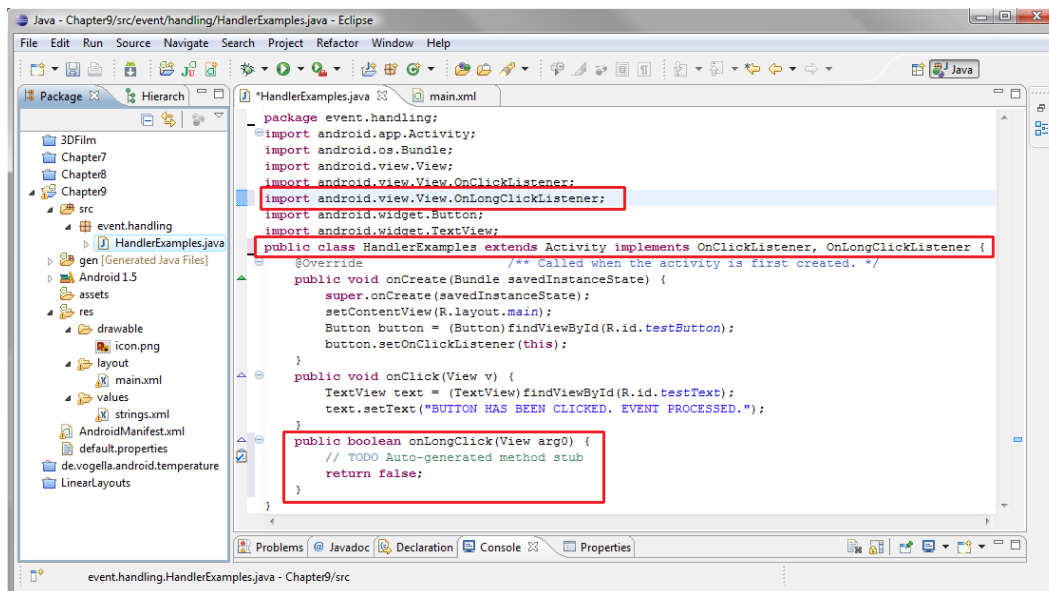 Java - Chapter9/src/event/handling/HandlerExamples.java - Eclipse
File Edit Run Source Navigate Search Project Refactor Window Help
Java
Package
Hierarch
*HandlerExamples.java
main.xml
3DFilm
Chapter7
Chapter8
Chapter9
src
event.handling
HandlerExamples.java
gen [Generated Java Files]
Android 1.5
assets
res
drawable
icon.png
layout
main.xml
values
strings.xml
AndroidManifest.xml
default.properties
de.vogella.android.temperature
LinearLayouts
package event.handling;
import android.app.Activity;
import android.os.Bundle;
import android.view.View;
import android.view.View.OnClickListener;
import android.view.View.OnLongClickListener;
import android.widget.Button;
import android.widget.TextView;
public class HandlerExamples extends Activity implements OnClickListener, OnLongClickListener {
@Override /** Called when the activity is first created. */
public void onCreate(Bundle savedInstanceState) {
super.onCreate(savedInstanceState);
setContentView(R.layout.main);
Button button = (Button)findViewById(R.id.testButton);
button.setOnClickListener(this);
}
public void onClick(View v) {
TextView text = (TextView)findViewById(R.id.testText);
text.setText("BUTTON HAS BEEN CLICKED. EVENT PROCESSED.");
}
public boolean onLongClick(View arg0) {
// TODO Auto-generated method stub
return false;
}
}
Problems @ Javadoc Declaration Console Properties
event.handling.HandlerExamples.java - Chapter9/src